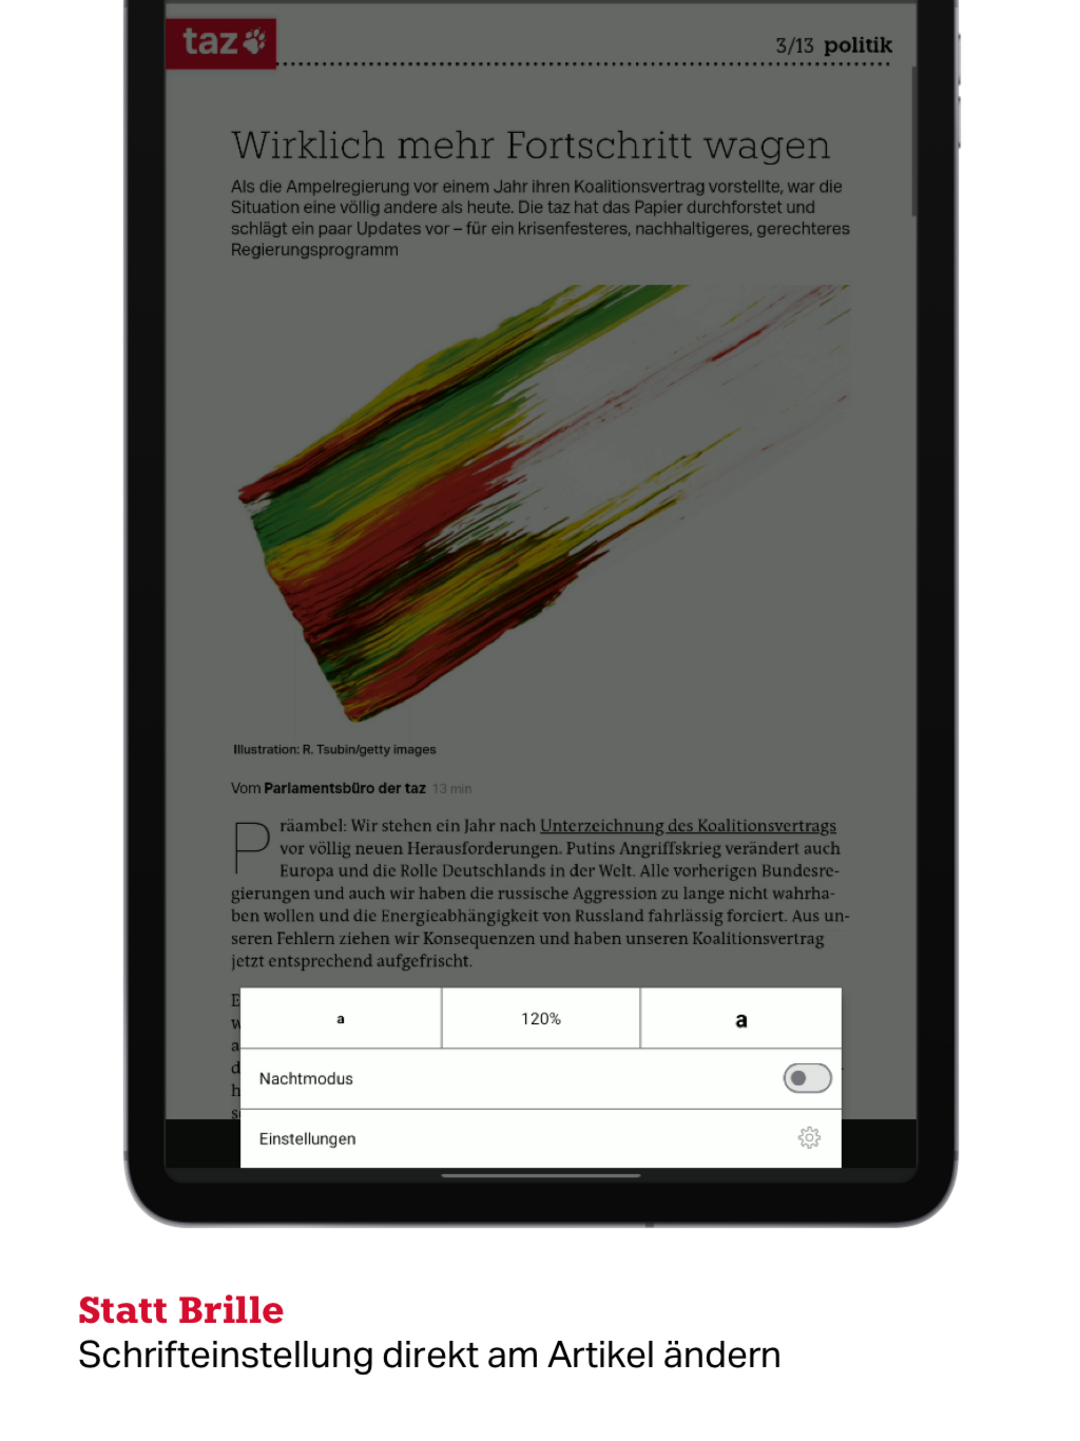 taz
3/13 politik
Wirklich mehr Fortschritt wagen
Als die Ampelregierung vor einem Jahr ihren Koalitionsvertrag vorstellte, war die
Situation eine völlig andere als heute. Die taz hat das Papier durchforstet und
schlägt ein paar Updates vor – für ein krisenfesteres, nachhaltigeres, gerechteres
Regierungsprogramm
Illustration: R. Tsubin/getty images
Vom Parlamentsbüro der taz 13 min
Präambel: Wir stehen ein Jahr nach Unterzeichnung des Koalitionsvertrags
vor völlig neuen Herausforderungen. Putins Angriffskrieg verändert auch
Europa und die Rolle Deutschlands in der Welt. Alle vorherigen Bundesre-
gierungen und auch wir haben die russische Aggression zu lange nicht wahrha-
ben wollen und die Energieabhängigkeit von Russland fahrlässig forciert. Aus un-
seren Fehlern ziehen wir Konsequenzen und haben unseren Koalitionsvertrag
jetzt entsprechend aufgefrischt.
a 120% a
Nachtmodus
Einstellungen
Statt Brille
Schrifteinstellung direkt am Artikel ändern